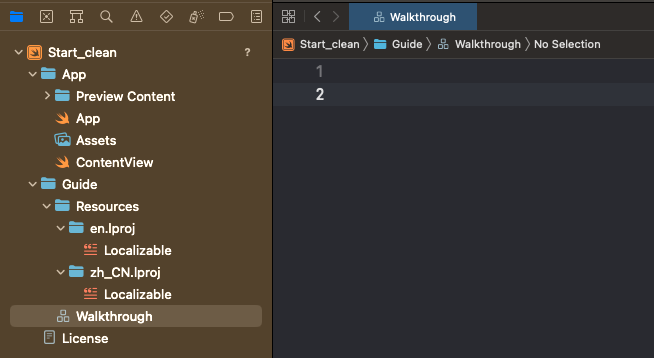 Start_clean
?
App
Preview Content
App
Assets
ContentView
Guide
Resources
en.lproj
Localizable
zh_CN.lproj
Localizable
Walkthrough
License
Walkthrough
Start_clean Guide Walkthrough No Selection
1
2